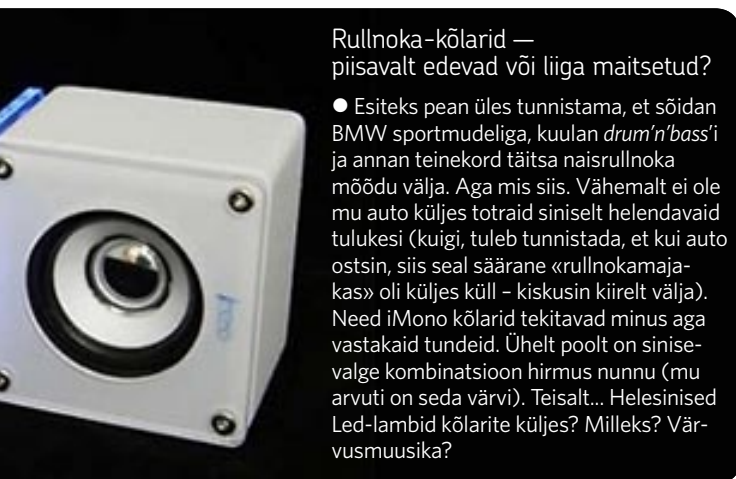 Rullnoka-kõlarid —
piisavalt edevad või liiga maitsetud?
● Esiteks pean üles tunnistama, et sõidan
BMW sportmudeliga, kuulan drum'n'bass'i
ja annan teinekord täitsa naisrullnoka
mõõdu välja. Aga mis siis. Vähemalt ei ole
mu auto küljes totraid siniselt helendavaid
tulukesi (kuigi, tuleb tunnistada, et kui auto
ostsin, siis seal säärane «rullnokamaja-
kas» oli küljes küll – kiskusin kiirelt välja).
Need iMono kõlarid tekitavad minus aga
vastakaid tundeid. Ühelt poolt on sinise-
valge kombinatsioon hirmus nunnu (mu
arvuti on seda värvi). Teisalt... Helesinised
Led-lambid kõlarite küljes? Milleks? Vär-
vusmuusika?